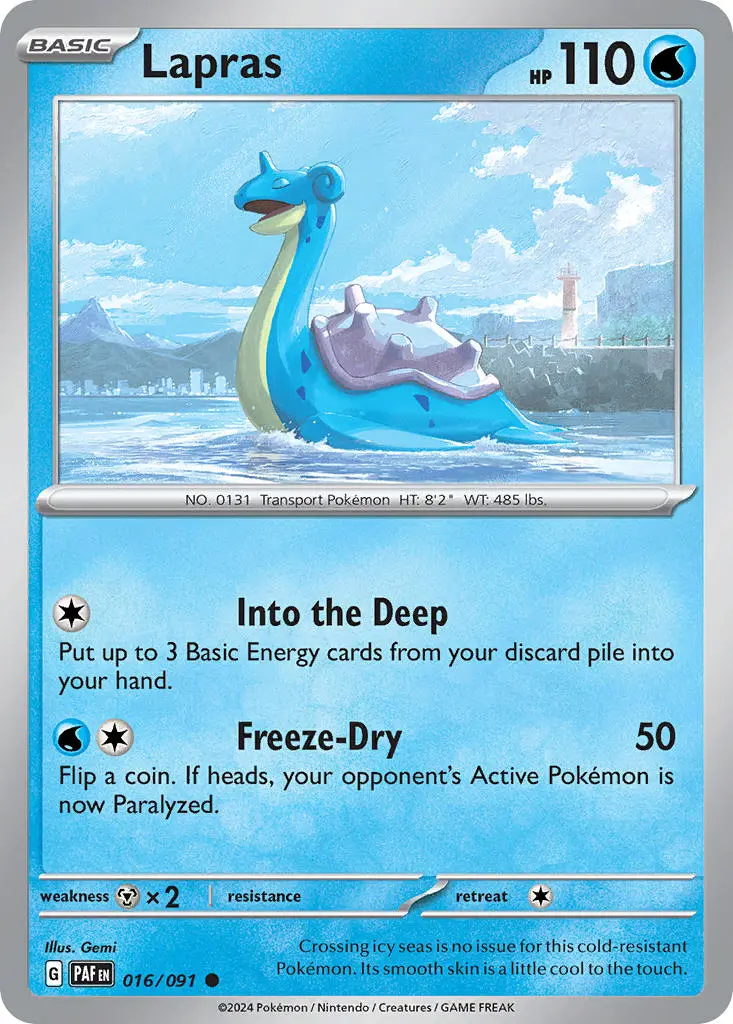 BASIC
Lapras
HP 110
NO. 0131 Transport Pokémon HT: 8'2" WT: 485 lbs.
Into the Deep
Put up to 3 Basic Energy cards from your discard pile into
your hand.
Freeze-Dry 50
Flip a coin. If heads, your opponent's Active Pokémon is
now Paralyzed.
weakness ×2 resistance retreat
Illus. Gemi
Crossing icy seas is no issue for this cold-resistant
Pokémon. Its smooth skin is a little cool to the touch.
G PAF EN 016/091
©2024 Pokémon / Nintendo / Creatures / GAME FREAK